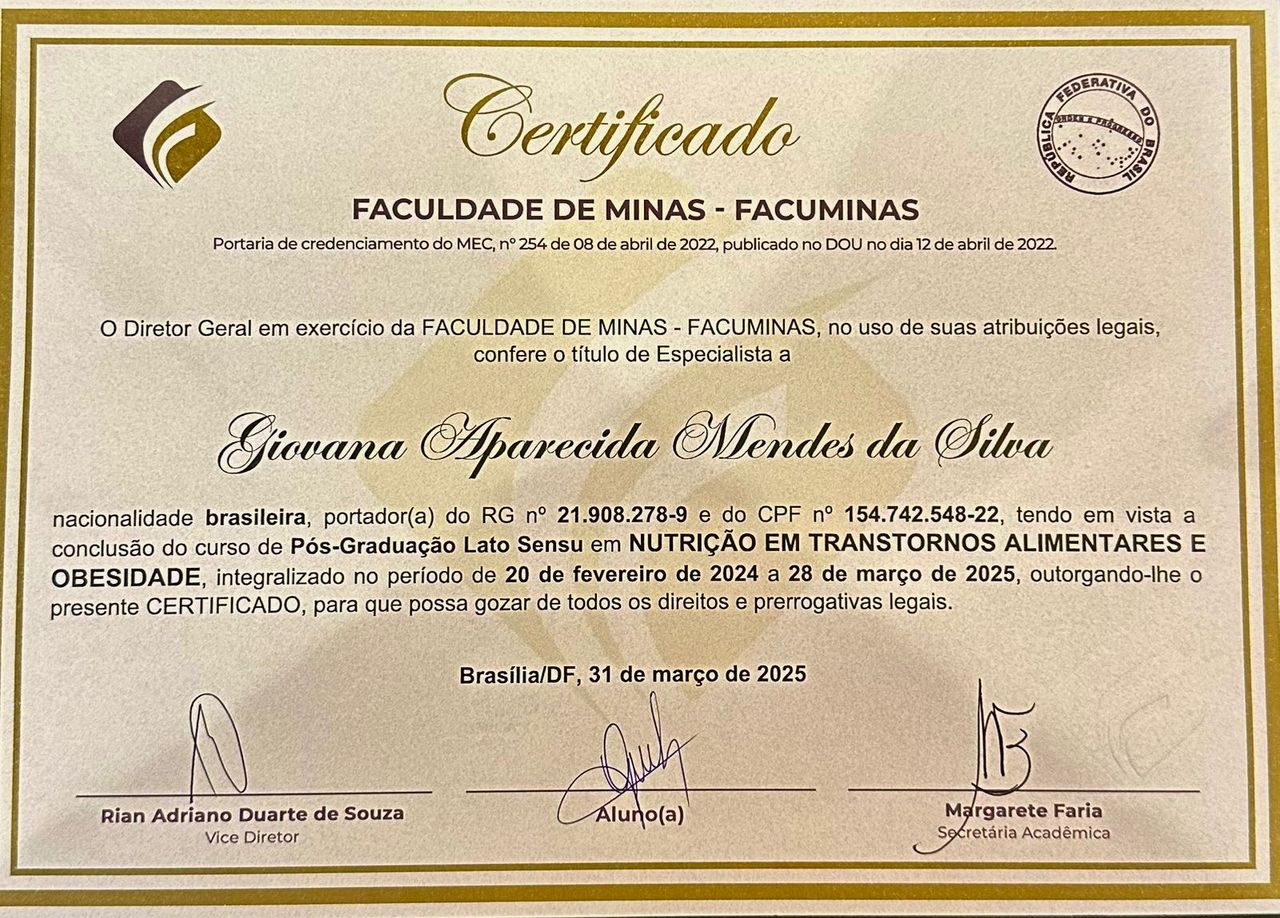 Certificado
REPÚBLICA FEDERATIVA DO BRASIL
ORDEM E PROGRESSO
FACULDADE DE MINAS - FACUMINAS
Portaria de credenciamento do MEC, nº 254 de 08 de abril de 2022, publicado no DOU no dia 12 de abril de 2022.
O Diretor Geral em exercício da FACULDADE DE MINAS - FACUMINAS, no uso de suas atribuições legais,
confere o título de Especialista a
Giovana Aparecida Mendes da Silva
nacionalidade brasileira, portador(a) do RG nº 21.908.278-9 e do CPF nº 154.742.548-22, tendo em vista a
conclusão do curso de Pós-Graduação Lato Sensu em NUTRIÇÃO EM TRANSTORNOS ALIMENTARES E
OBESIDADE, integralizado no período de 20 de fevereiro de 2024 a 28 de março de 2025, outorgando-lhe o
presente CERTIFICADO, para que possa gozar de todos os direitos e prerrogativas legais.
Brasília/DF, 31 de março de 2025
Rian Adriano Duarte de Souza
Vice Diretor
Aluno(a)
Margarete Faria
Secretária Acadêmica